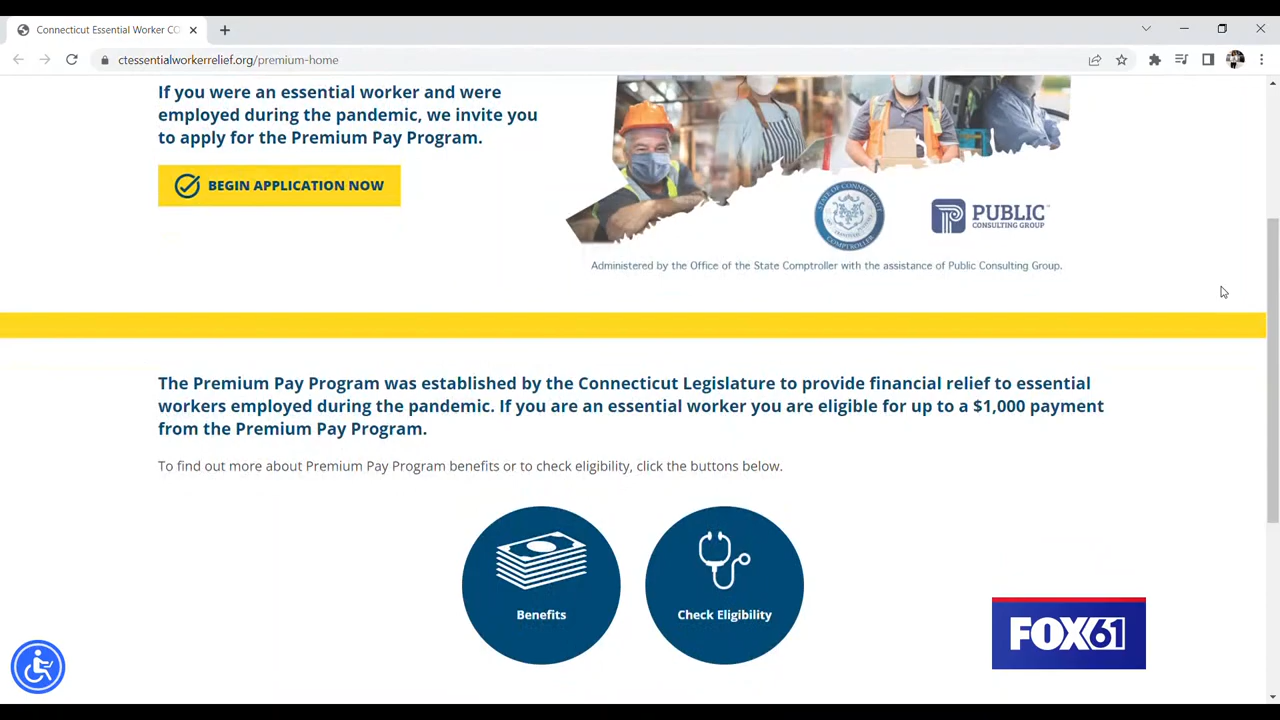 Connecticut Essential Worker CO
ctessentialworkerrelief.org/premium-home
If you were an essential worker and were
employed during the pandemic, we invite you
to apply for the Premium Pay Program.
BEGIN APPLICATION NOW
PUBLIC
CONSULTING GROUP
Administered by the Office of the State Comptroller with the assistance of Public Consulting Group.
The Premium Pay Program was established by the Connecticut Legislature to provide financial relief to essential
workers employed during the pandemic. If you are an essential worker you are eligible for up to a $1,000 payment
from the Premium Pay Program.
To find out more about Premium Pay Program benefits or to check eligibility, click the buttons below.
Benefits
Check Eligibility
FOX61